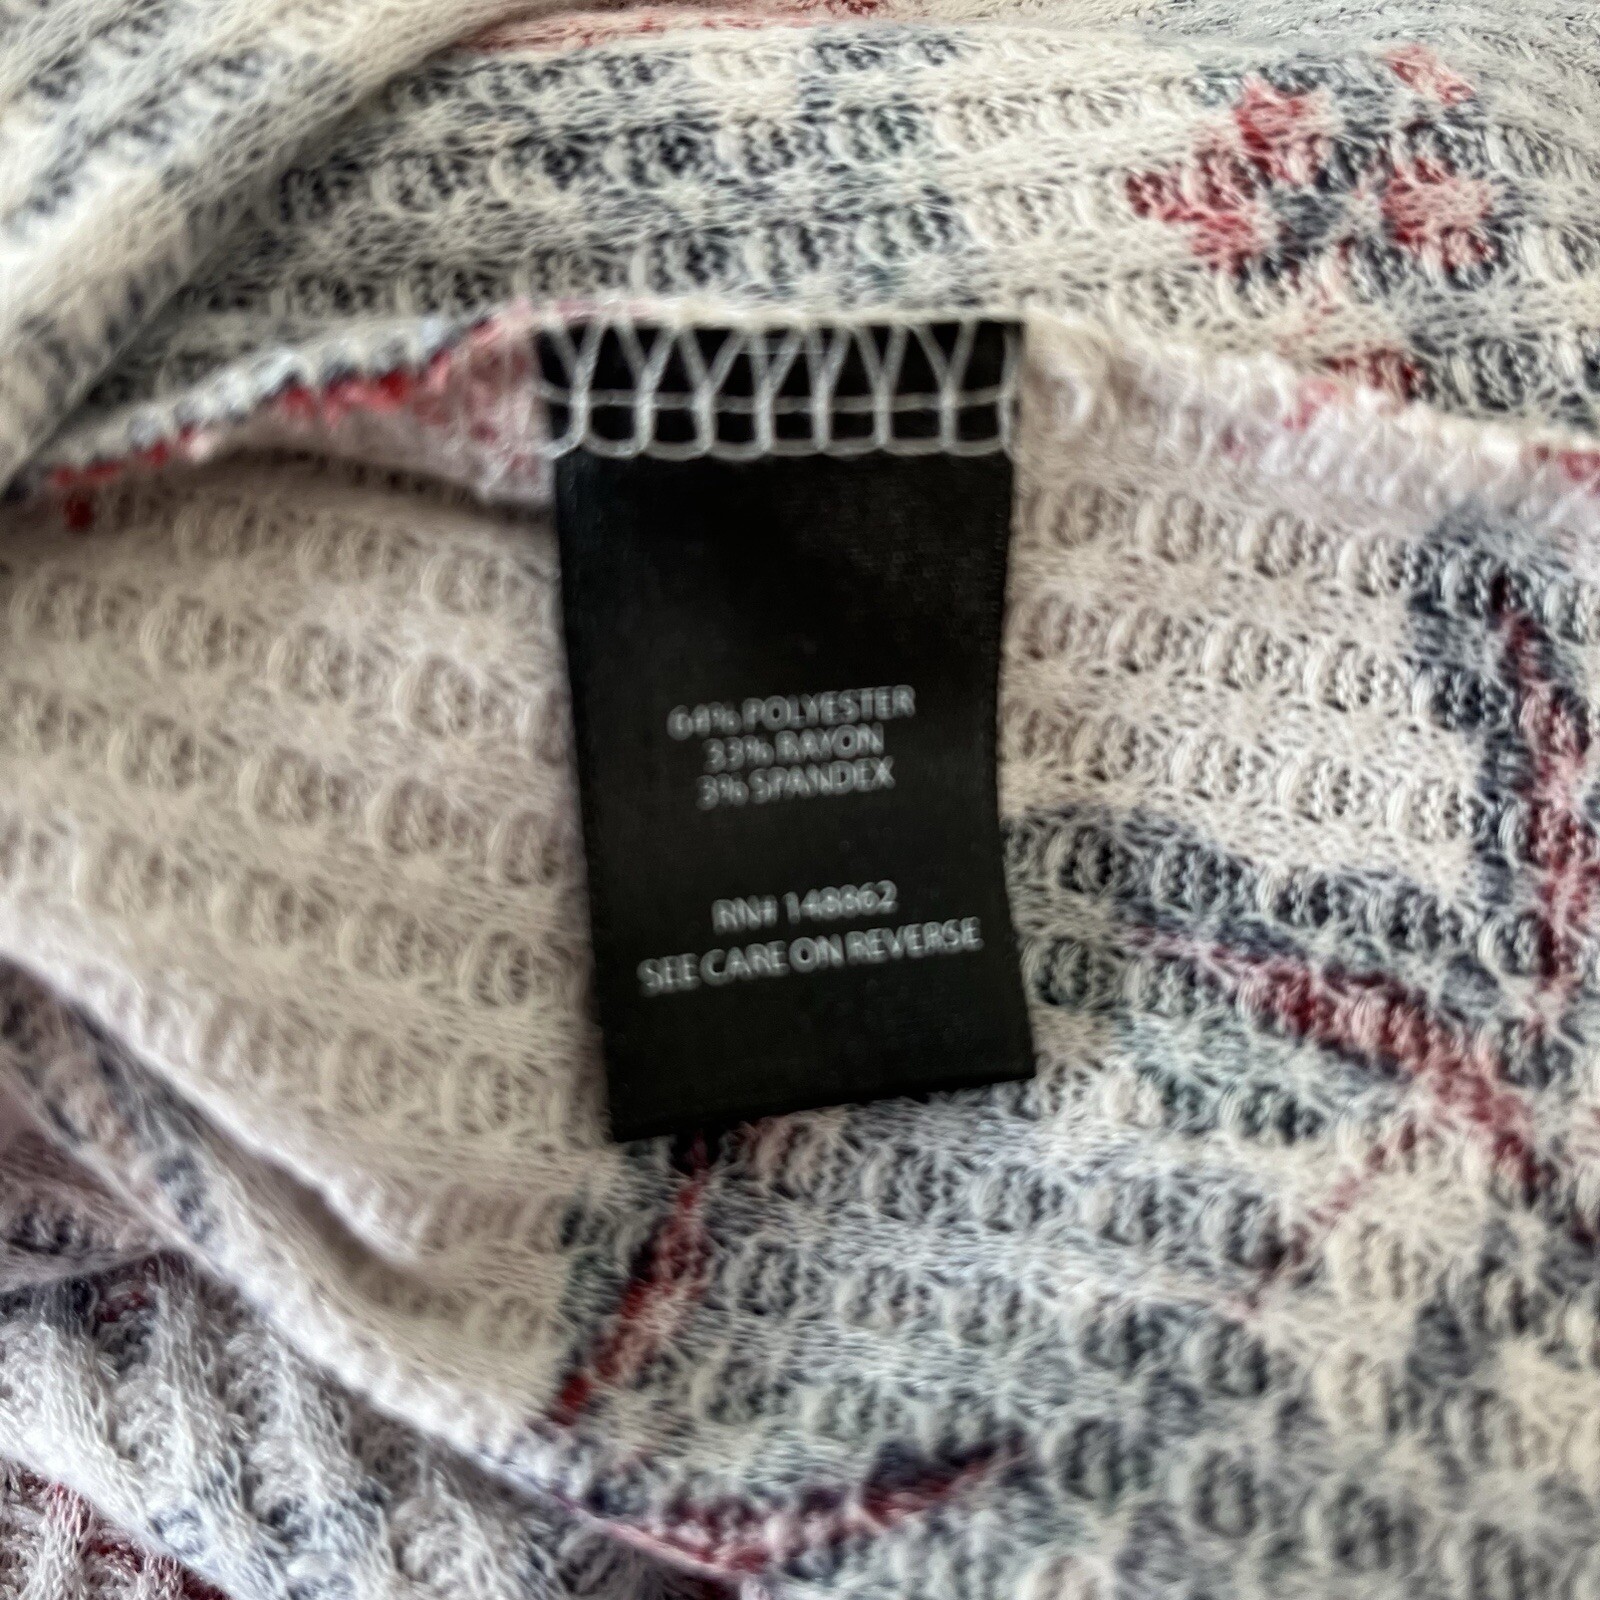 64% POLYESTER
33% RAYON
3% SPANDEX
RN# 148862
SEE CARE ON REVERSE